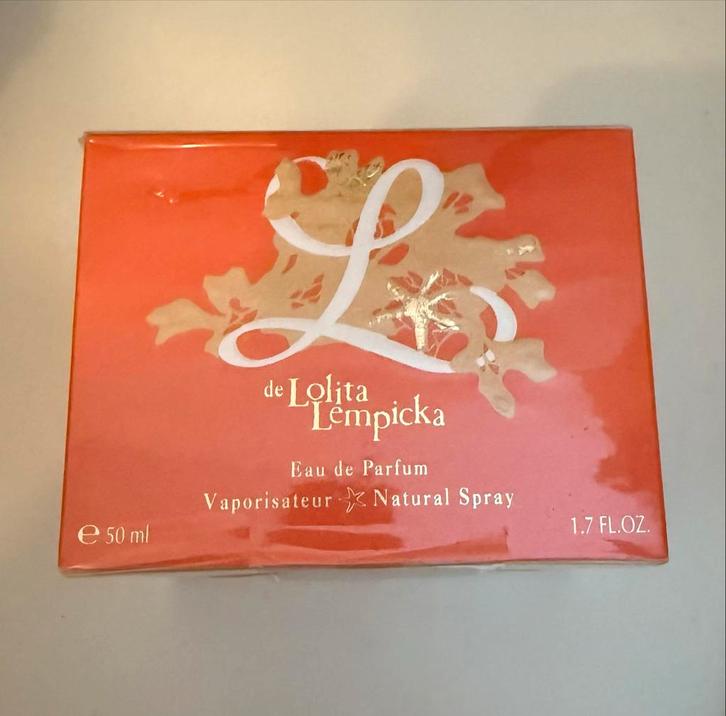 L
de Lolita
Lempicka
Eau de Parfum
Vaporisateur Natural Spray
℮ 50 ml
1.7 FL.OZ.